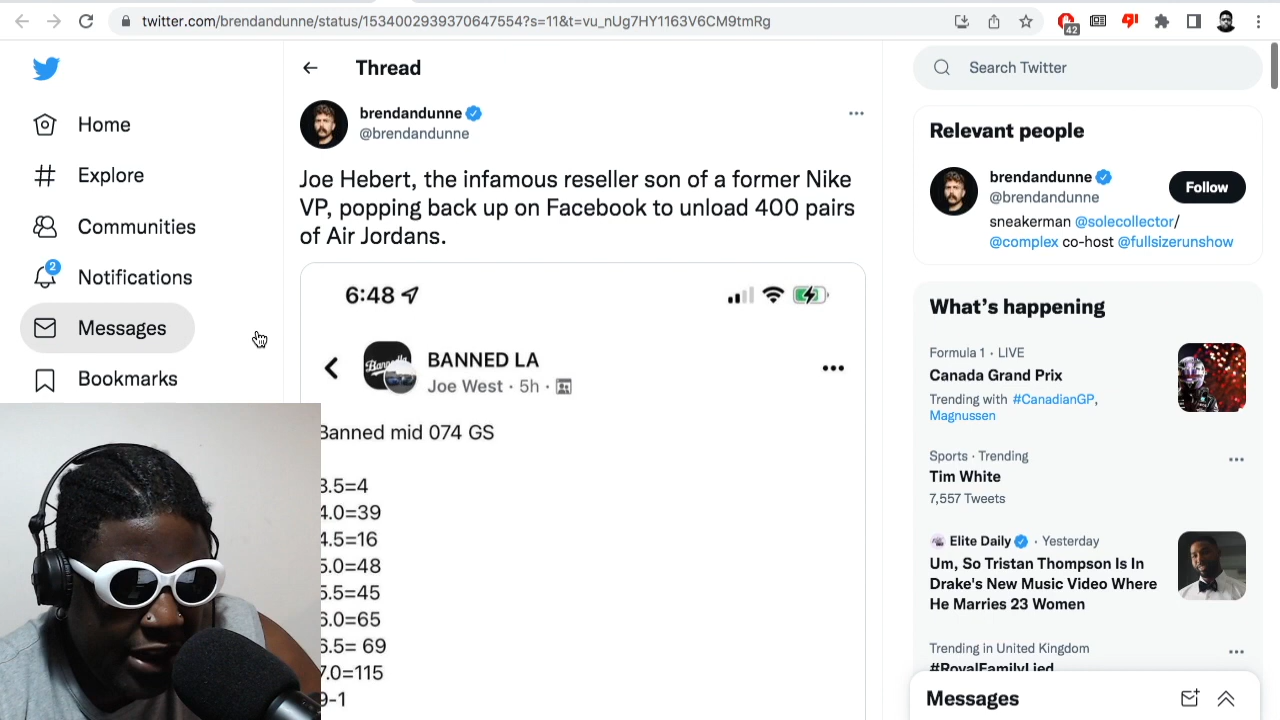 twitter.com/brendandunne/status/1534002939370647554?s=11&t=vu_nUg7HY1163V6CM9tmRg
42
Home
Explore
Communities
2
Notifications
Messages
Bookmarks
Thread
brendandunne
@brendandunne
Joe Hebert, the infamous reseller son of a former Nike
VP, popping back up on Facebook to unload 400 pairs
of Air Jordans.
6:48
BANNED LA
Joe West · 5h ·
Banned mid 074 GS
3.5=4
4.0=39
4.5=16
5.0=48
5.5=45
6.0=65
6.5= 69
7.0=115
9-1
Search Twitter
Relevant people
brendandunne
@brendandunne
Follow
sneakerman @solecollector/
@complex co-host @fullsizerunshow
What's happening
Formula 1 · LIVE
Canada Grand Prix
Trending with #CanadianGP,
Magnussen
Sports · Trending
Tim White
7,557 Tweets
Elite Daily · Yesterday
Um, So Tristan Thompson Is In
Drake's New Music Video Where
He Marries 23 Women
Trending in United Kingdom
#RoyalFamilyLied
Messages